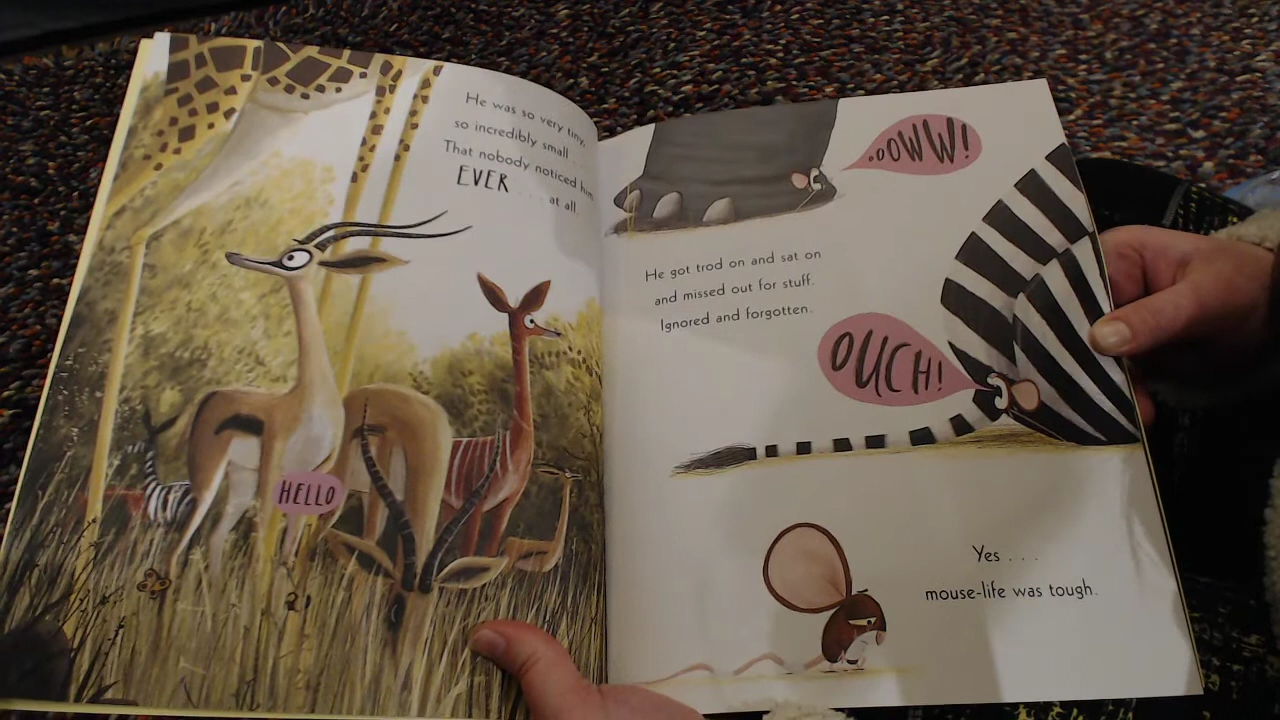 He was so very tiny,
so incredibly small . . .
That nobody noticed him
EVER . . . at all.
HELLO
..OOWW!
He got trod on and sat on
and missed out for stuff.
Ignored and forgotten.
OUCH!
Yes . . .
mouse-life was tough.